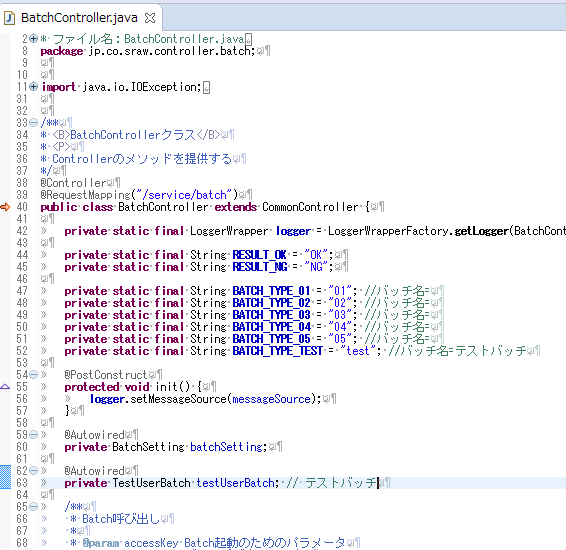 BatchController.java
2 * ファイル名：BatchController.java
8 package jp.co.sraw.controller.batch;
9
10
11 import java.io.IOException;
31
32
33 /**
34 * <B>BatchControllerクラス</B>
35 * <P>
36 * Controllerのメソッドを提供する
37 */
38 @Controller
39 @RequestMapping("/service/batch")
40 public class BatchController extends CommonController {
41
42 private static final LoggerWrapper logger = LoggerWrapperFactory.getLogger(BatchCont
43
44 private static final String RESULT_OK = "OK";
45 private static final String RESULT_NG = "NG";
46
47 private static final String BATCH_TYPE_01 = "01"; //バッチ名=
48 private static final String BATCH_TYPE_02 = "02"; //バッチ名=
49 private static final String BATCH_TYPE_03 = "03"; //バッチ名=
50 private static final String BATCH_TYPE_04 = "04"; //バッチ名=
51 private static final String BATCH_TYPE_05 = "05"; //バッチ名=
52 private static final String BATCH_TYPE_TEST = "test"; //バッチ名=テストバッチ
53
54 @PostConstruct
55 protected void init() {
56 logger.setMessageSource(messageSource);
57 }
58
59 @Autowired
60 private BatchSetting batchSetting;
61
62 @Autowired
63 private TestUserBatch testUserBatch; // テストバッチ
64
65 /**
66 * Batch呼び出し
67 *
68 * @param accessKey Batch起動のためのパラメータ